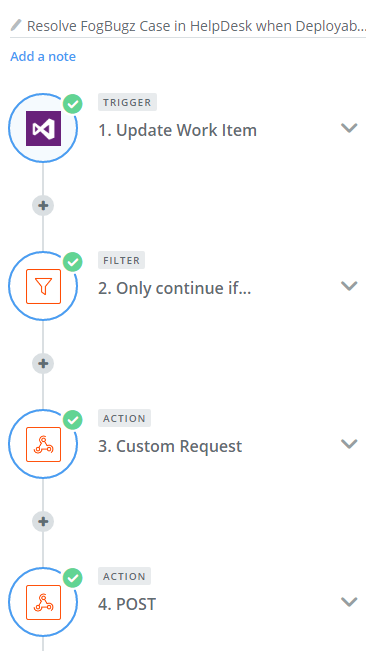 Resolve FogBugz Case in HelpDesk when Deployab...
Add a note
TRIGGER
1. Update Work Item
FILTER
2. Only continue if...
ACTION
3. Custom Request
ACTION
4. POST